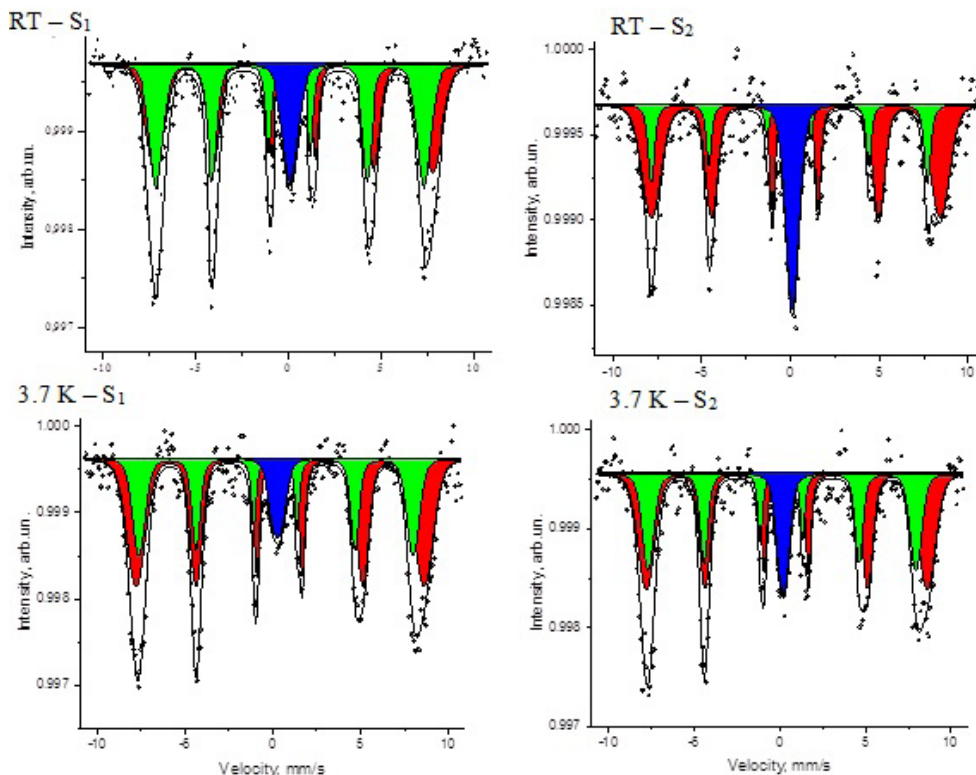 RT – S₁
0.999
0.998
0.997
Intensity, arb.un.
-10 -5 0 5 10
RT – S₂
1.0000
0.9995
0.9990
0.9985
Intensity, arb.un.
-10 -5 0 5 10
3.7 K – S₁
1.000
0.999
0.998
0.997
Intensity, arb.un.
-10 -5 0 5 10
Velocity, mm/s
3.7 K – S₂
1.000
0.999
0.998
0.997
Intensity, arb.un.
-10 -5 0 5 10
Velocity, mm/s